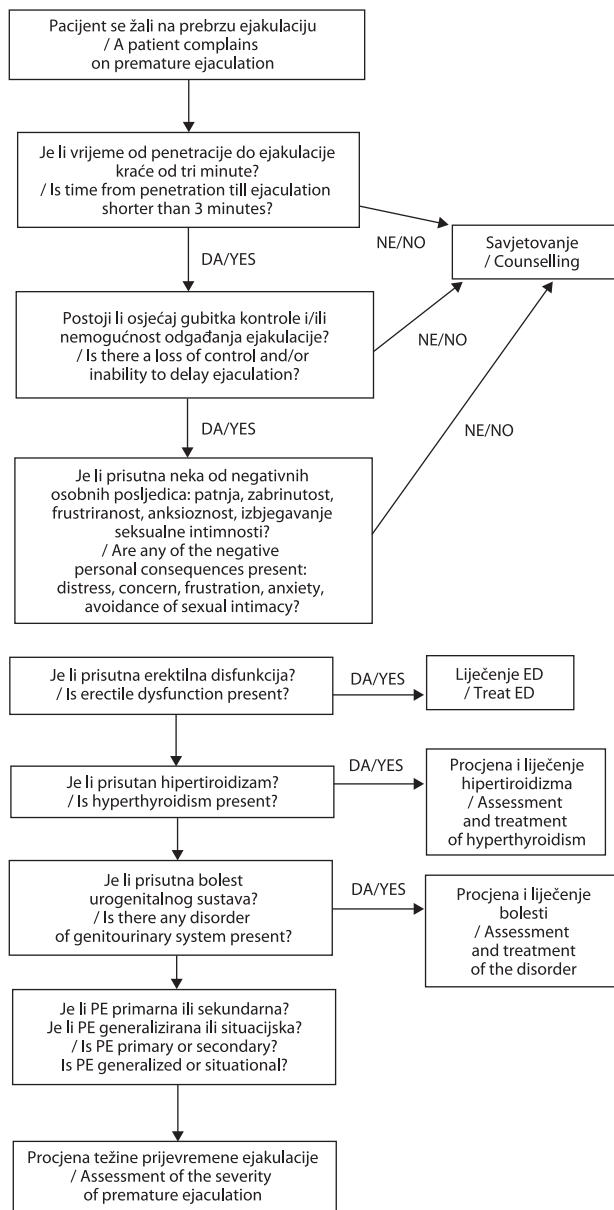 Pacijent se žali na prebrzu ejakulaciju
/ A patient complains
on premature ejaculation
Je li vrijeme od penetracije do ejakulacije
kraće od tri minute?
/ Is time from penetration till ejaculation
shorter than 3 minutes?
NE/NO
Savjetovanje
/ Counselling
DA/YES
Postoji li osjećaj gubitka kontrole i/ili
nemogućnost odgađanja ejakulacije?
/ Is there a loss of control and/or
inability to delay ejaculation?
NE/NO
DA/YES
NE/NO
Je li prisutna neka od negativnih
osobnih posljedica: patnja, zabrinutost,
frustriranost, anksioznost, izbjegavanje
seksualne intimnosti?
/ Are any of the negative
personal consequences present:
distress, concern, frustration, anxiety,
avoidance of sexual intimacy?
Je li prisutna erektilna disfunkcija?
/ Is erectile dysfunction present?
DA/YES
Liječenje ED
/ Treat ED
Je li prisutan hipertiroidizam?
/ Is hyperthyroidism present?
DA/YES
Procjena i liječenje
hipertiroidizma
/ Assessment
and treatment
of hyperthyroidism
Je li prisutna bolest
urogenitalnog sustava?
/ Is there any disorder
of genitourinary system present?
DA/YES
Procjena i liječenje
bolesti
/ Assessment
and treatment
of the disorder
Je li PE primarna ili sekundarna?
Je li PE generalizirana ili situacijska?
/ Is PE primary or secondary?
Is PE generalized or situational?
Procjena težine prijevremene ejakulacije
/ Assessment of the severity
of premature ejaculation